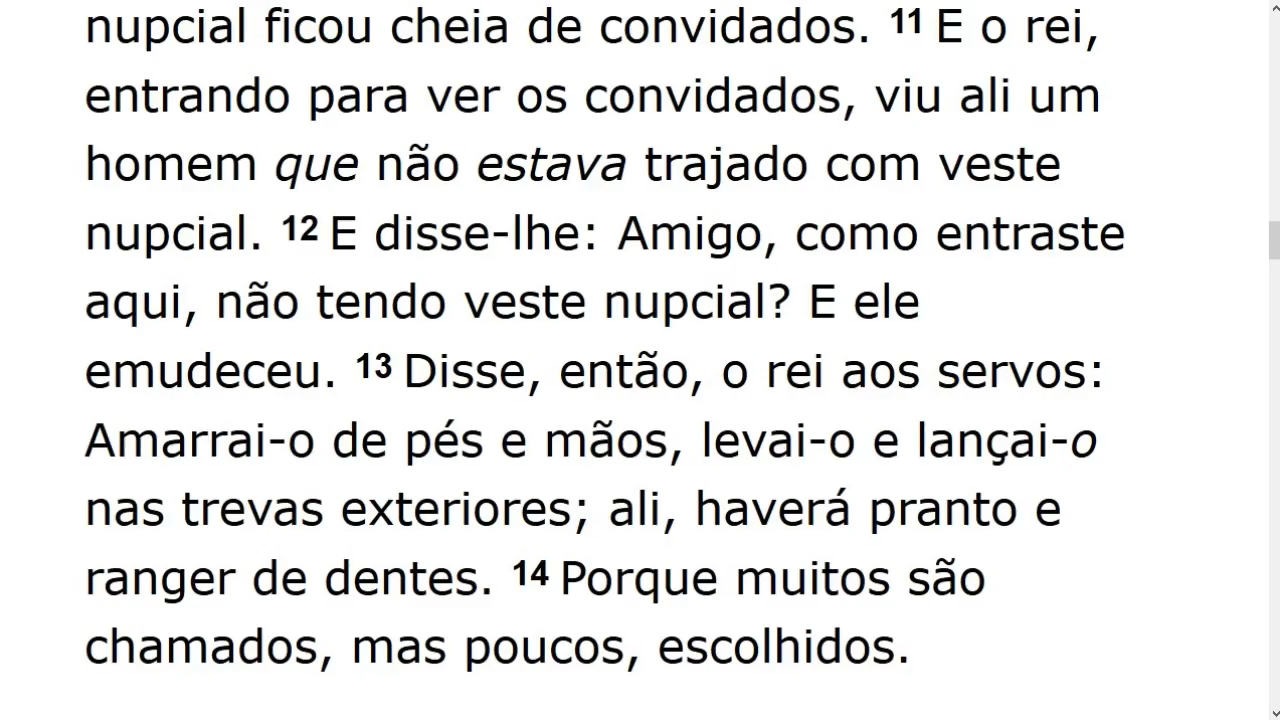 nupcial ficou cheia de convidados. 11 E o rei,
entrando para ver os convidados, viu ali um
homem que não estava trajado com veste
nupcial. 12 E disse-lhe: Amigo, como entraste
aqui, não tendo veste nupcial? E ele
emudeceu. 13 Disse, então, o rei aos servos:
Amarrai-o de pés e mãos, levai-o e lançai-o
nas trevas exteriores; ali, haverá pranto e
ranger de dentes. 14 Porque muitos são
chamados, mas poucos, escolhidos.